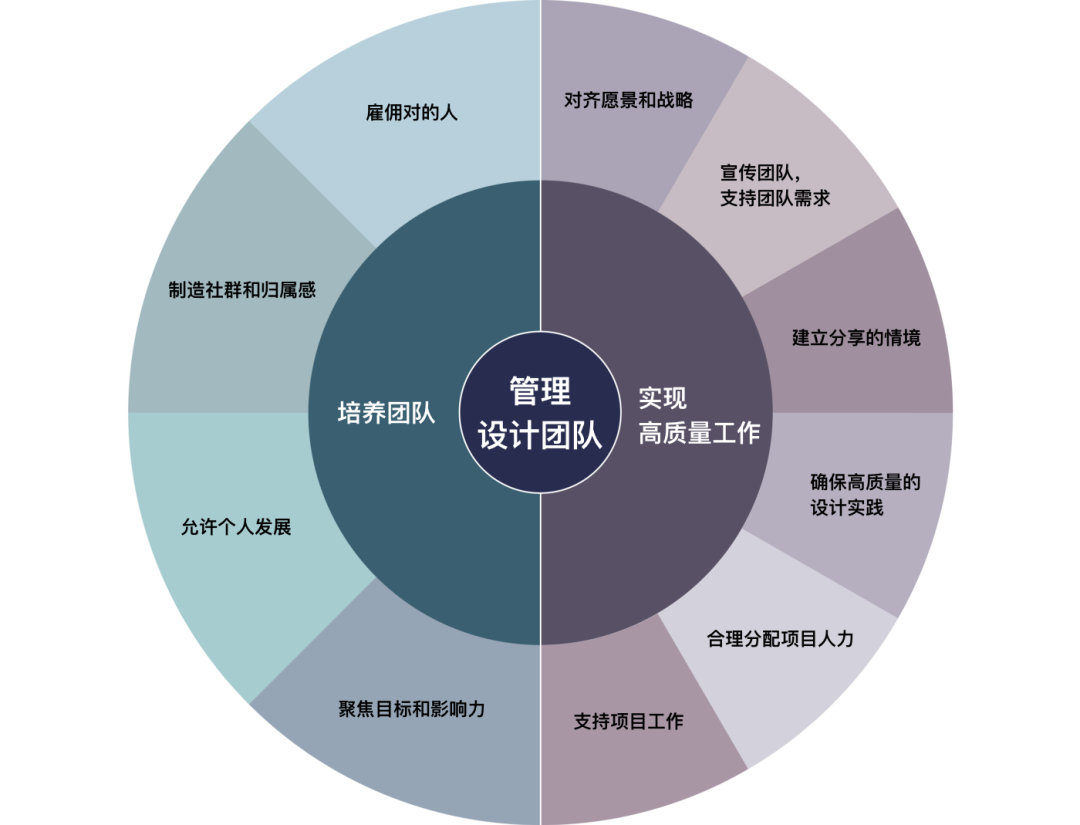 管理
设计团队
培养团队
雇佣对的人
制造社群和归属感
允许个人发展
聚焦目标和影响力
实现
高质量工作
对齐愿景和战略
宣传团队，
支持团队需求
建立分享的情境
确保高质量的
设计实践
合理分配项目人力
支持项目工作